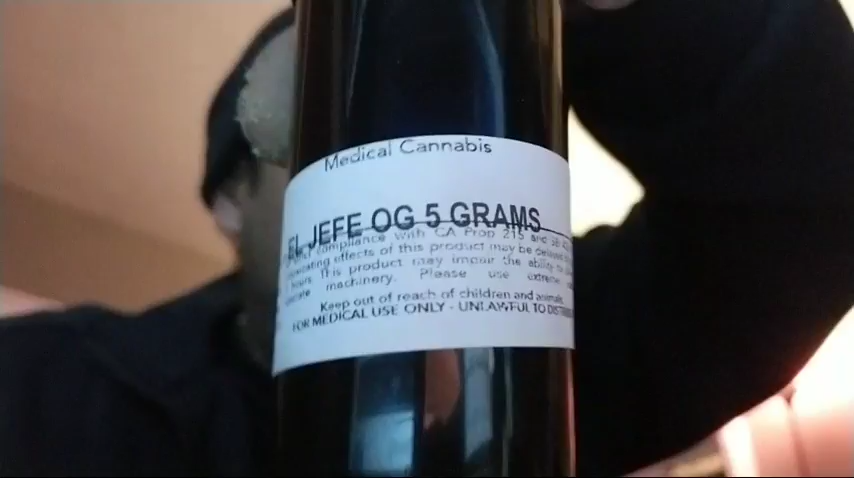 Medical Cannabis
EL JEFE OG 5 GRAMS
compliance with CA Prop 215 and
effects of this product may be delayed
hours. This product may impair the ability
machinery. Please use extreme
Keep out of reach of children and animals.
FOR MEDICAL USE ONLY - UNLAWFUL TO